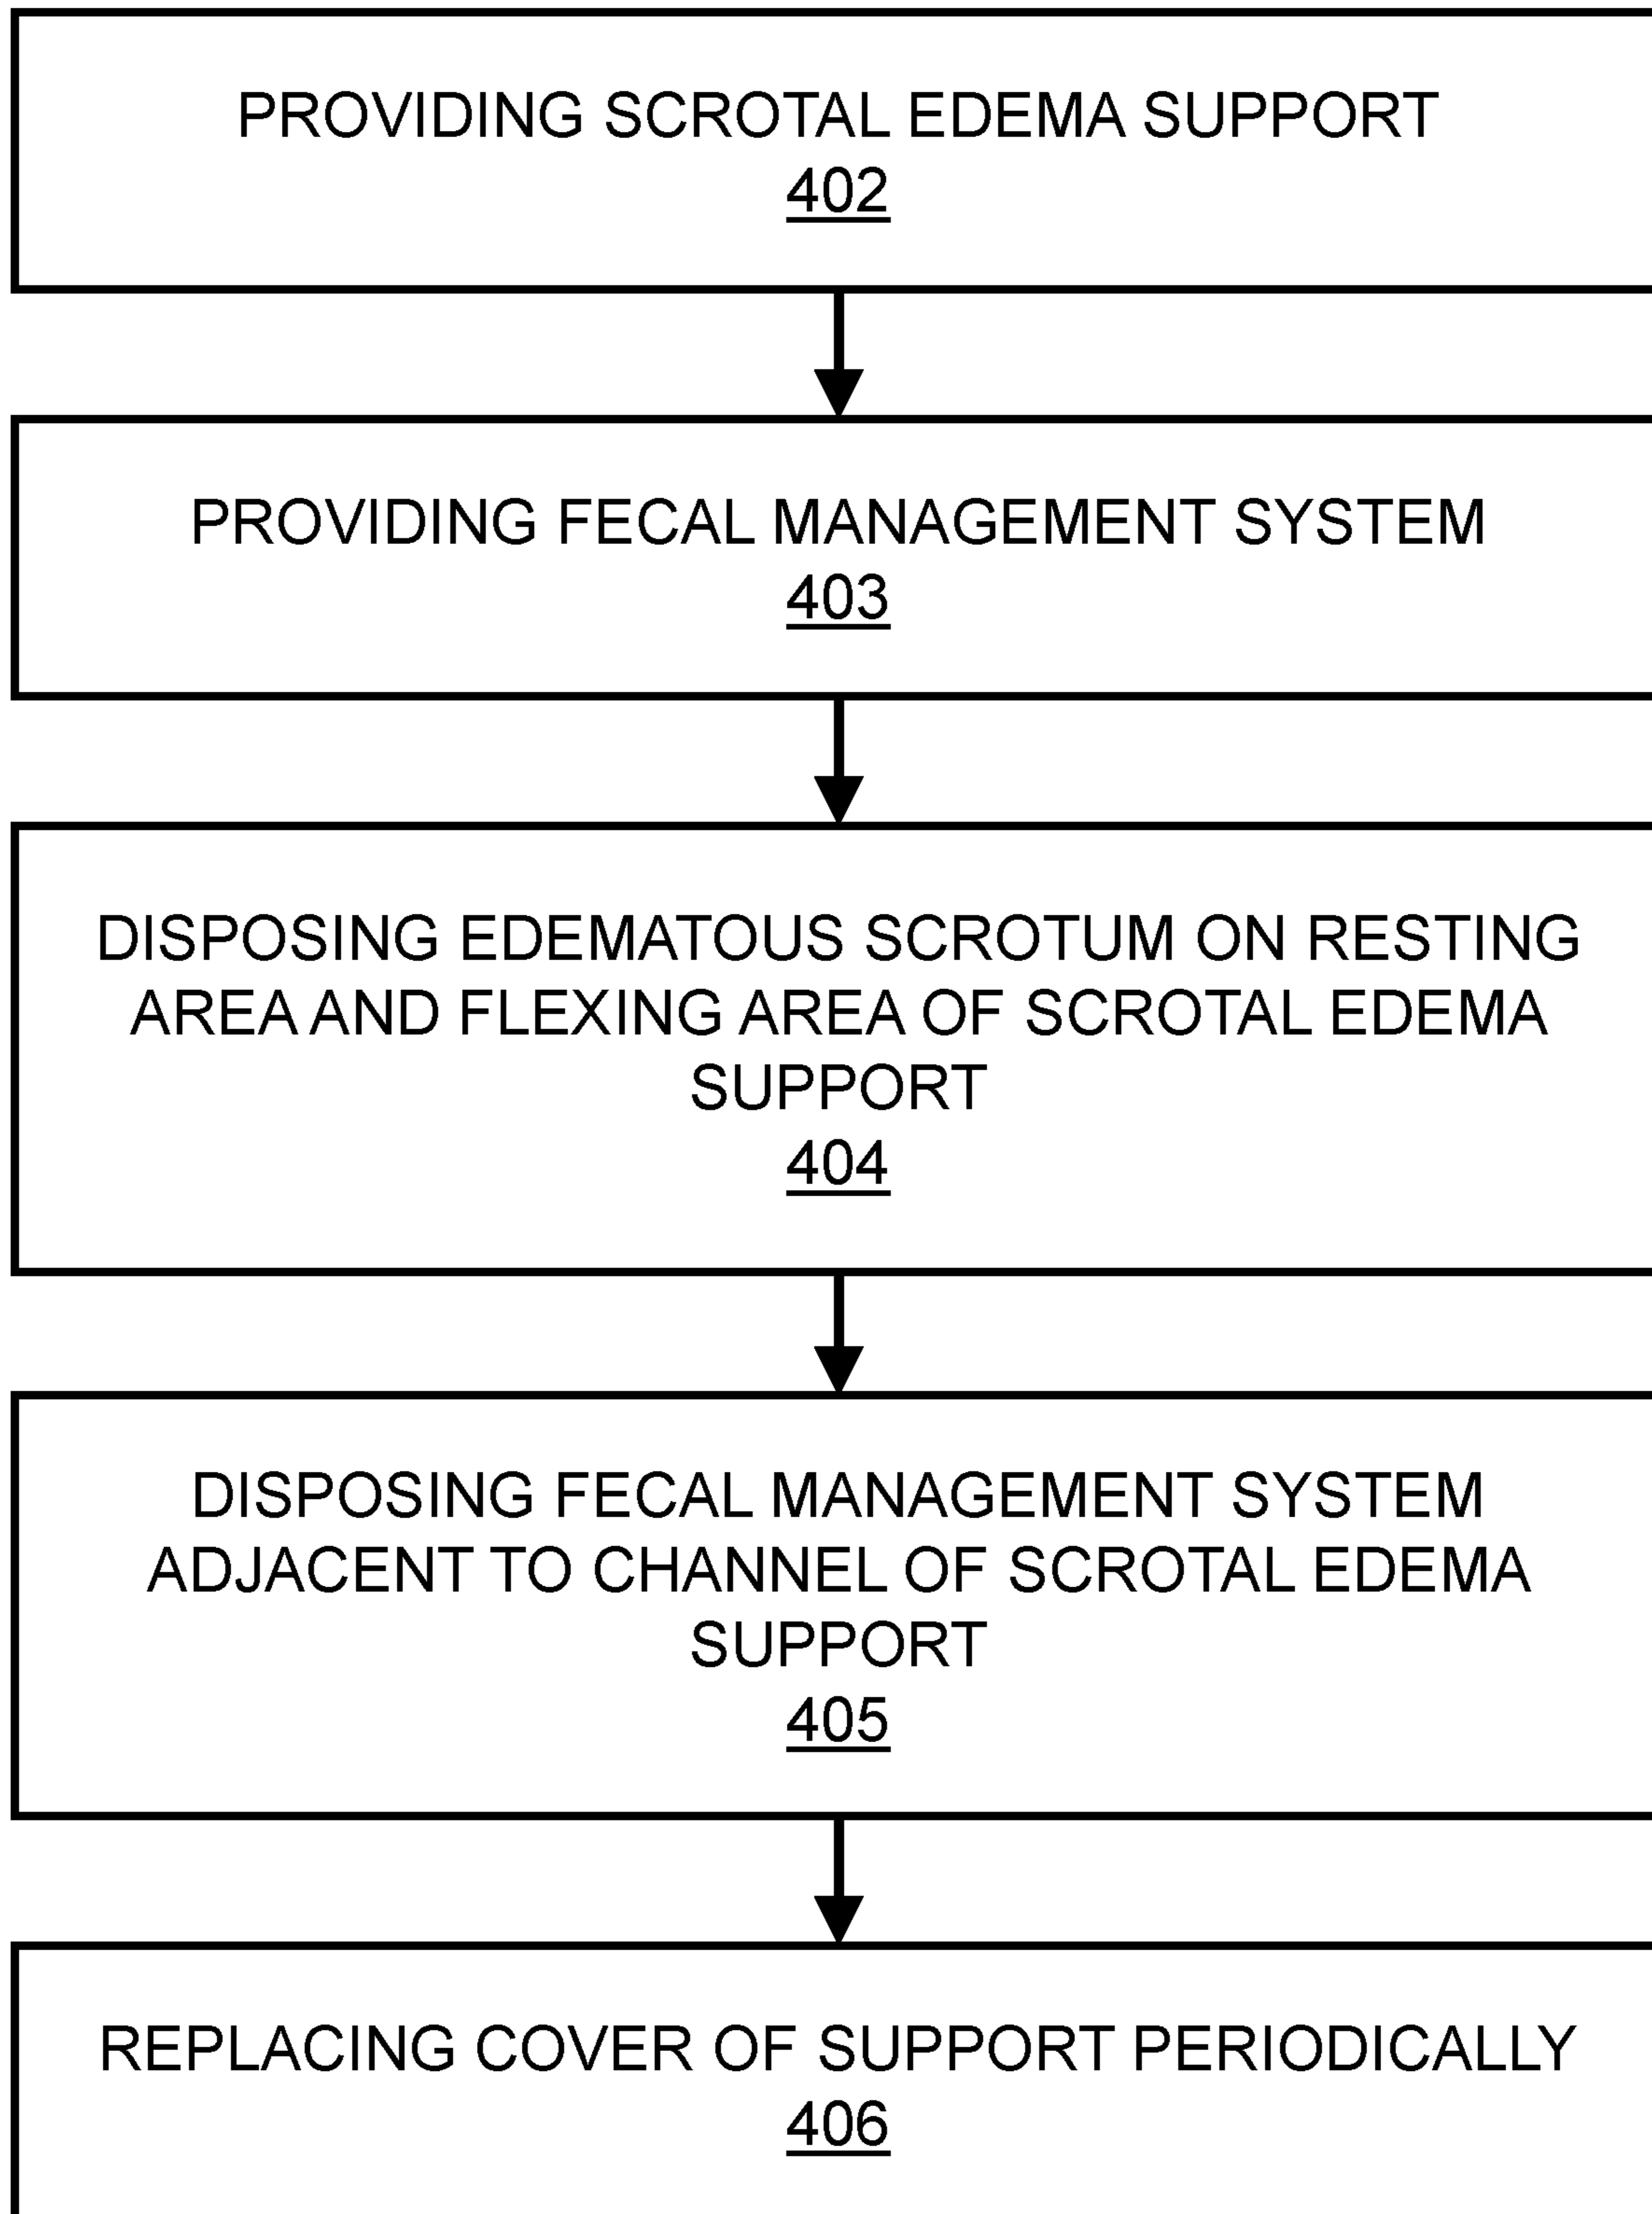 PROVIDING SCROTAL EDEMA SUPPORT
402
PROVIDING FECAL MANAGEMENT SYSTEM
403
DISPOSING EDEMATOUS SCROTUM ON RESTING
AREA AND FLEXING AREA OF SCROTAL EDEMA
SUPPORT
404
DISPOSING FECAL MANAGEMENT SYSTEM
ADJACENT TO CHANNEL OF SCROTAL EDEMA
SUPPORT
405
REPLACING COVER OF SUPPORT PERIODICALLY
406